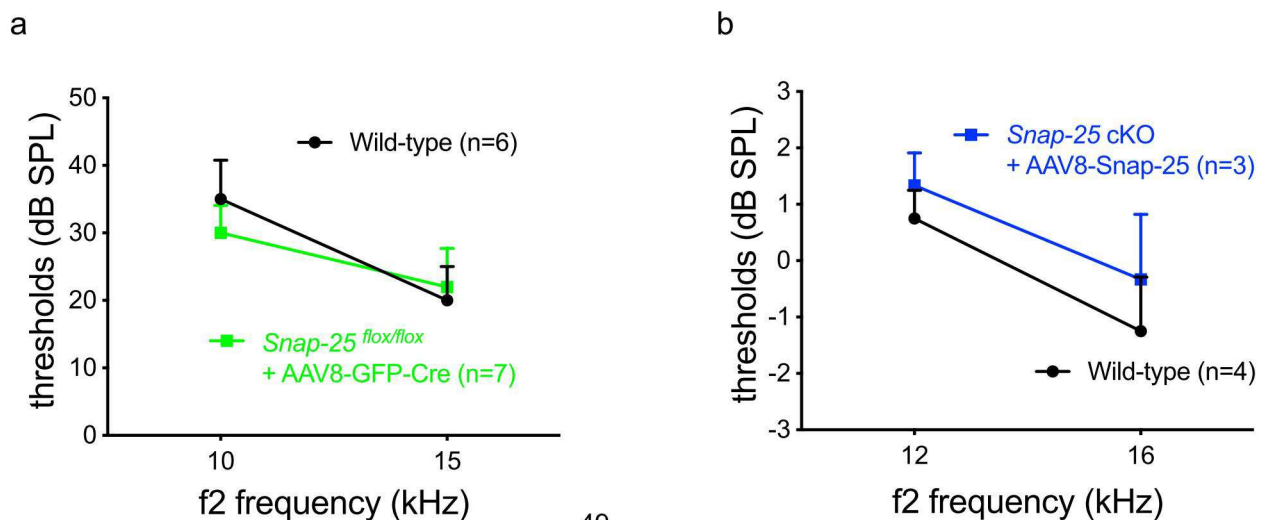 a
50
40
30
20
10
0
thresholds (dB SPL)
Wild-type (n=6)
Snap-25 flox/flox
+ AAV8-GFP-Cre (n=7)
10
15
f2 frequency (kHz)
b
3
2
1
0
-1
-2
-3
thresholds (dB SPL)
Snap-25 cKO
+ AAV8-Snap-25 (n=3)
Wild-type (n=4)
12
16
f2 frequency (kHz)